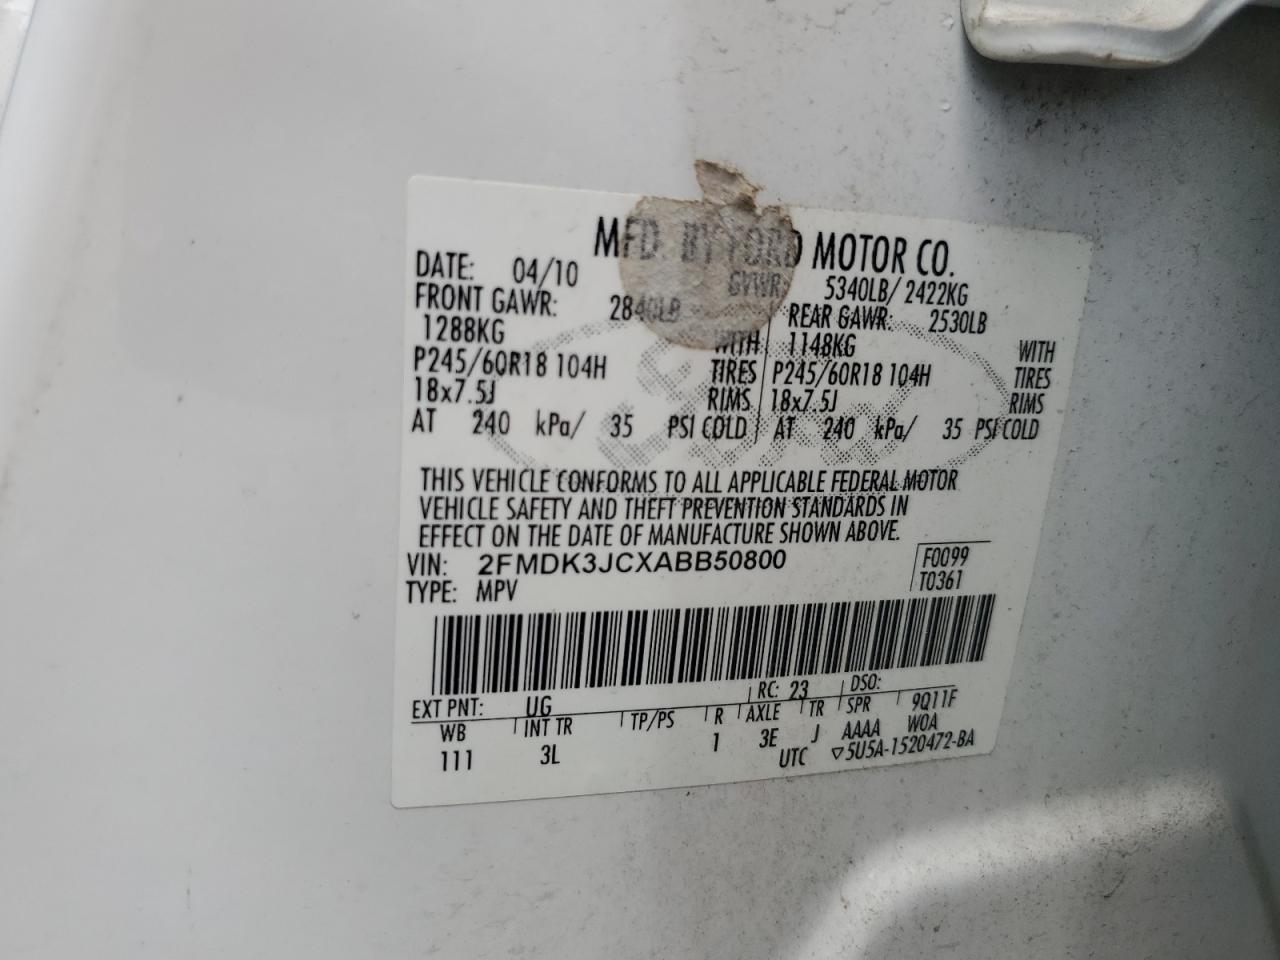 MFD. BY FORD MOTOR CO.
DATE: 04/10 GVWR: 5340LB/ 2422KG
FRONT GAWR: 2840LB REAR GAWR: 2530LB
1288KG WITH 1148KG WITH
P245/60R18 104H TIRES P245/60R18 104H TIRES
18x7.5J RIMS 18x7.5J RIMS
AT 240 kPa/ 35 PSI COLD AT 240 kPa/ 35 PSI COLD
THIS VEHICLE CONFORMS TO ALL APPLICABLE FEDERAL MOTOR
VEHICLE SAFETY AND THEFT PREVENTION STANDARDS IN
EFFECT ON THE DATE OF MANUFACTURE SHOWN ABOVE.
VIN: 2FMDK3JCXABB50800 F0099
TYPE: MPV T0361
EXT PNT: UG RC: 23 DSO:
WB INT TR TP/PS R AXLE TR SPR 9Q11F
111 3L 1 3E J AAAA W0A
UTC ▽5U5A-1520472-BA